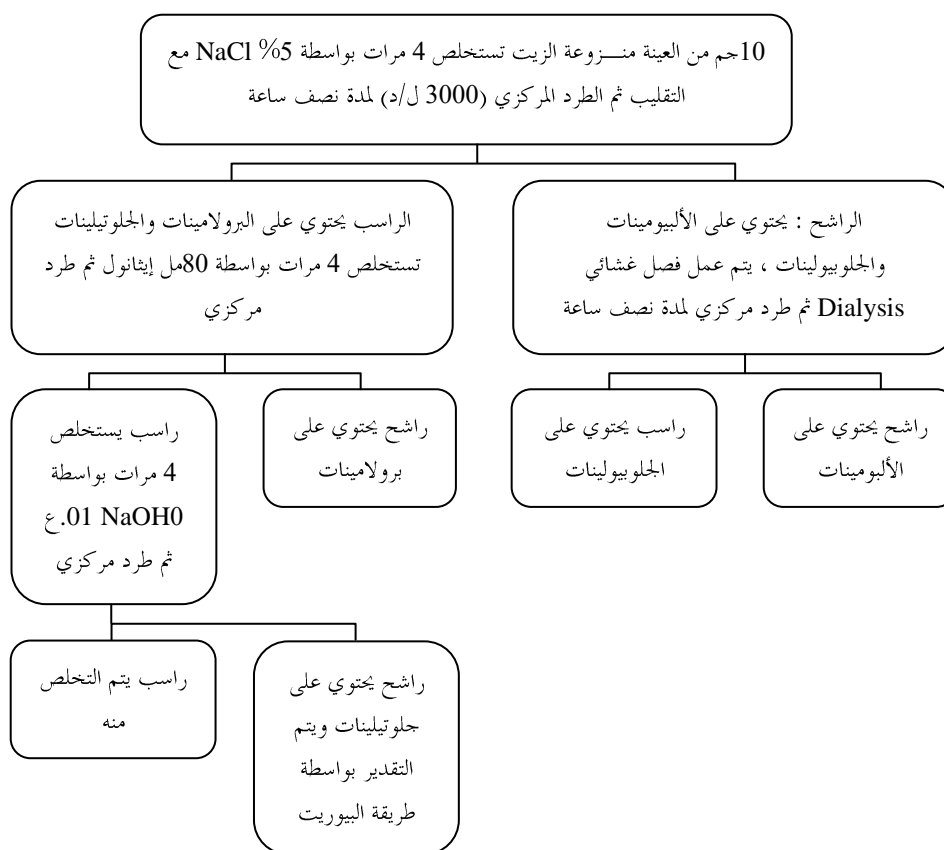 10جم من العينة منــزوعة الزيت تستخلص 4 مرات بواسطة 5% NaCl مع
التقليب ثم الطرد المركزي (3000 ل/د) لمدة نصف ساعة
الراشح : يحتوي على الألبيومينات
والجلوبيولينات ، يتم عمل فصل غشائي
Dialysis ثم طرد مركزي لمدة نصف ساعة
الراسب يحتوي على البرولامينات والجلوتيلينات
تستخلص 4 مرات بواسطة 80مل إيثانول ثم طرد
مركزي
راشح يحتوي على
الألبومينات
راسب يحتوي على
الجلوبيولينات
راشح يحتوي على
برولامينات
راسب يستخلص
4 مرات بواسطة
01 NaOH0.ع
ثم طرد مركزي
راشح يحتوي على
جلوتيلينات ويتم
التقدير بواسطة
طريقة البيوريت
راسب يتم التخلص
منه